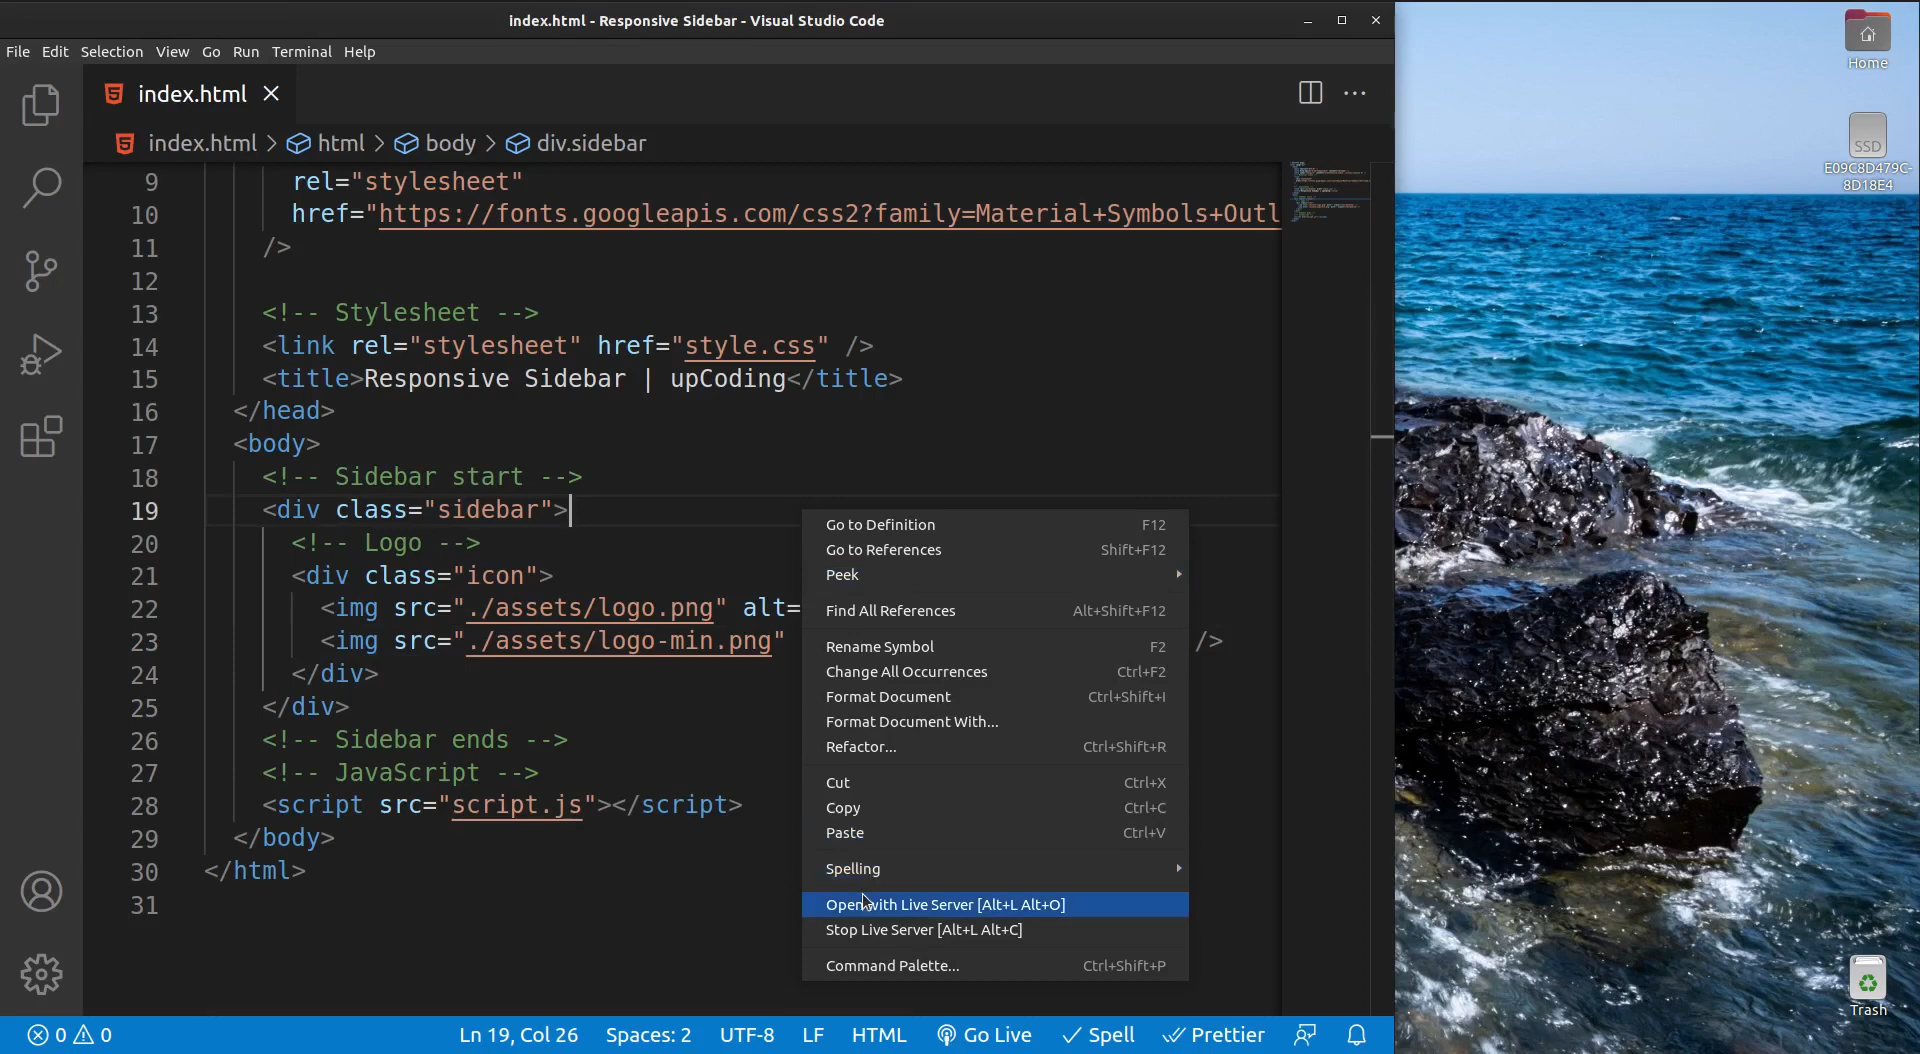 index.html - Responsive Sidebar - Visual Studio Code
File Edit Selection View Go Run Terminal Help
index.html
index.html > html > body > div.sidebar
9 rel="stylesheet"
10 href="https://fonts.googleapis.com/css2?family=Material+Symbols+Outl
11 />
12
13 <!-- Stylesheet -->
14 <link rel="stylesheet" href="style.css" />
15 <title>Responsive Sidebar | upCoding</title>
16 </head>
17 <body>
18 <!-- Sidebar start -->
19 <div class="sidebar">
20 <!-- Logo -->
21 <div class="icon">
22 <img src="./assets/logo.png" alt=
23 <img src="./assets/logo-min.png" />
24 </div>
25 </div>
26 <!-- Sidebar ends -->
27 <!-- JavaScript -->
28 <script src="script.js"></script>
29 </body>
30 </html>
31
Go to Definition F12
Go to References Shift+F12
Peek
Find All References Alt+Shift+F12
Rename Symbol F2
Change All Occurrences Ctrl+F2
Format Document Ctrl+Shift+I
Format Document With...
Refactor... Ctrl+Shift+R
Cut Ctrl+X
Copy Ctrl+C
Paste Ctrl+V
Spelling
Open with Live Server [Alt+L Alt+O]
Stop Live Server [Alt+L Alt+C]
Command Palette... Ctrl+Shift+P
0 0 Ln 19, Col 26 Spaces: 2 UTF-8 LF HTML Go Live Spell Prettier
Home
SSD
E09C8D479C-
8D18E4
Trash